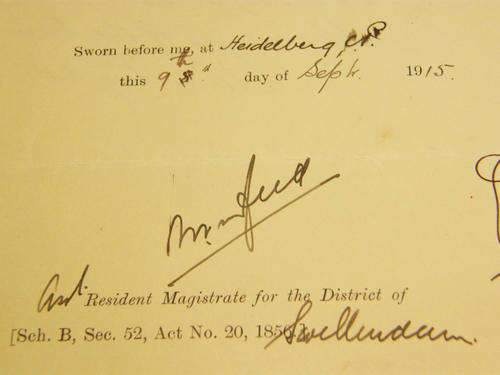 Sworn before me, at Heidelberg, C.P.
this 9th day of Sept. 1915.
Asst. Resident Magistrate for the District of
[Sch. B, Sec. 52, Act No. 20, 1856.] Swellendam.